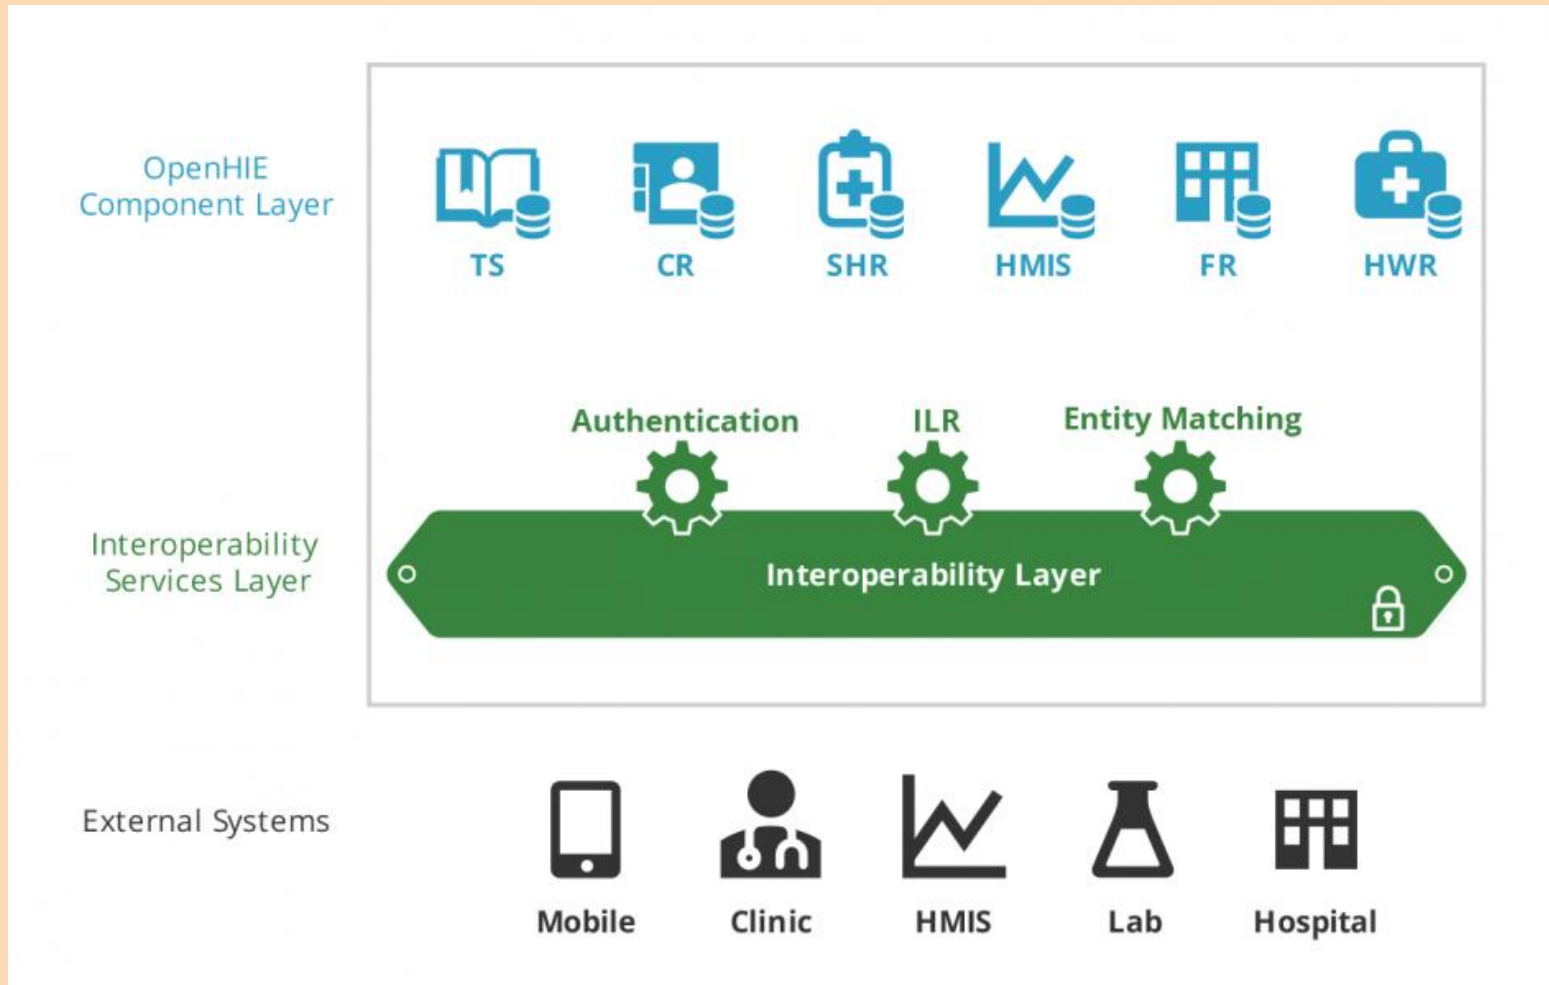 OpenHIE
Component Layer
TS
CR
SHR
HMIS
FR
HWR
Authentication
ILR
Entity Matching
Interoperability
Services Layer
Interoperability Layer
External Systems
Mobile
Clinic
HMIS
Lab
Hospital